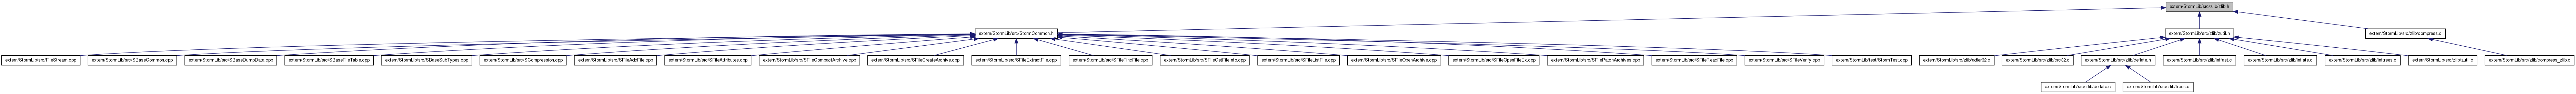 extern/StormLib/src/zlib/zlib.h
extern/StormLib/src/StormCommon.h
extern/StormLib/src/zlib/zutil.h
extern/StormLib/src/zlib/compress.c
extern/StormLib/src/FileStream.cpp
extern/StormLib/src/SBaseCommon.cpp
extern/StormLib/src/SBaseDumpData.cpp
extern/StormLib/src/SBaseFileTable.cpp
extern/StormLib/src/SBaseSubTypes.cpp
extern/StormLib/src/SCompression.cpp
extern/StormLib/src/SFileAddFile.cpp
extern/StormLib/src/SFileAttributes.cpp
extern/StormLib/src/SFileCompactArchive.cpp
extern/StormLib/src/SFileCreateArchive.cpp
extern/StormLib/src/SFileExtractFile.cpp
extern/StormLib/src/SFileFindFile.cpp
extern/StormLib/src/SFileGetFileInfo.cpp
extern/StormLib/src/SFileListFile.cpp
extern/StormLib/src/SFileOpenArchive.cpp
extern/StormLib/src/SFileOpenFileEx.cpp
extern/StormLib/src/SFilePatchArchives.cpp
extern/StormLib/src/SFileReadFile.cpp
extern/StormLib/src/SFileVerify.cpp
extern/StormLib/test/StormTest.cpp
extern/StormLib/src/zlib/adler32.c
extern/StormLib/src/zlib/crc32.c
extern/StormLib/src/zlib/deflate.h
extern/StormLib/src/zlib/inffast.c
extern/StormLib/src/zlib/inflate.c
extern/StormLib/src/zlib/inftrees.c
extern/StormLib/src/zlib/zutil.c
extern/StormLib/src/zlib/compress_zlib.c
extern/StormLib/src/zlib/deflate.c
extern/StormLib/src/zlib/trees.c